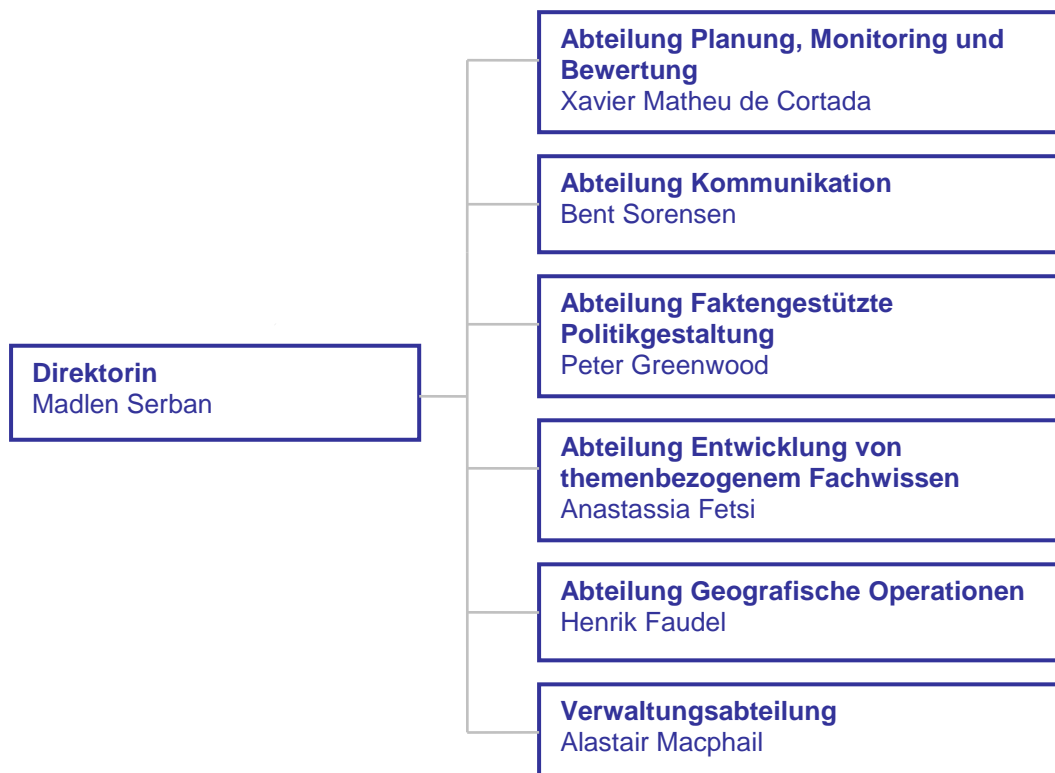 Direktorin
Madlen Serban
Abteilung Planung, Monitoring und
Bewertung
Xavier Matheu de Cortada
Abteilung Kommunikation
Bent Sorensen
Abteilung Faktengestützte
Politikgestaltung
Peter Greenwood
Abteilung Entwicklung von
themenbezogenem Fachwissen
Anastassia Fetsi
Abteilung Geografische Operationen
Henrik Faudel
Verwaltungsabteilung
Alastair Macphail